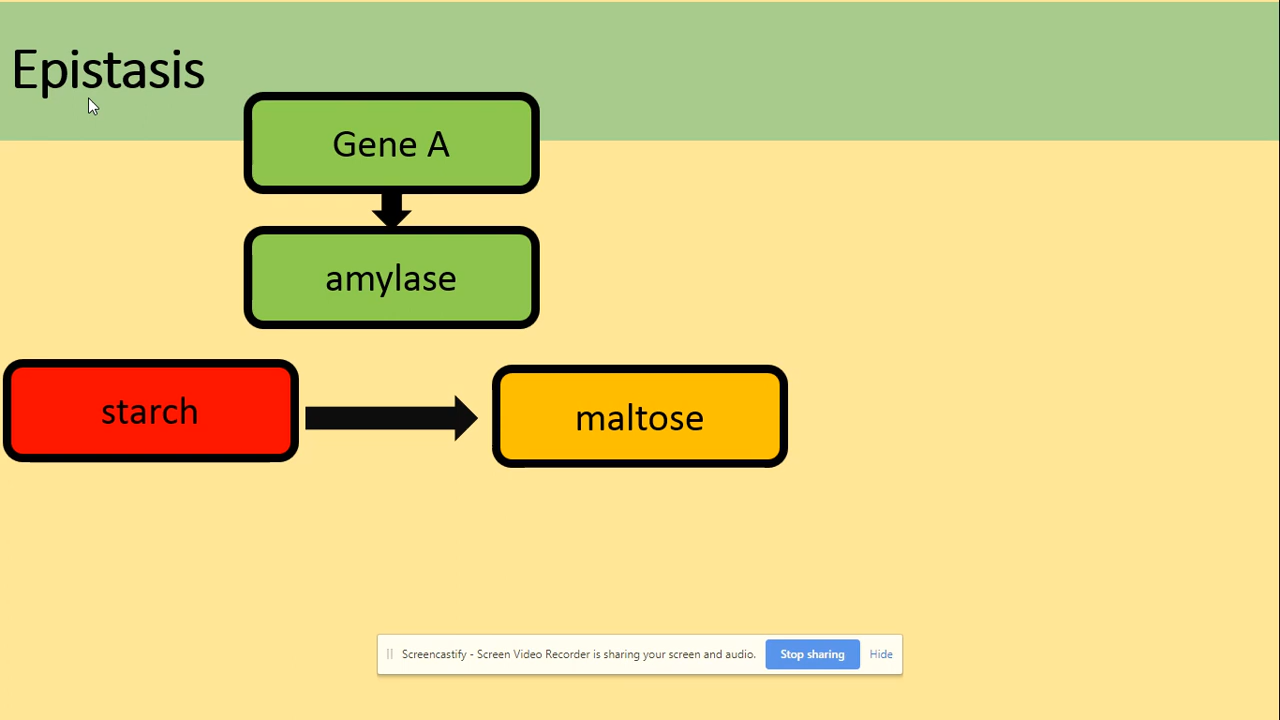 Epistasis
Gene A
amylase
starch
maltose
Screencastify - Screen Video Recorder is sharing your screen and audio. Stop sharing Hide